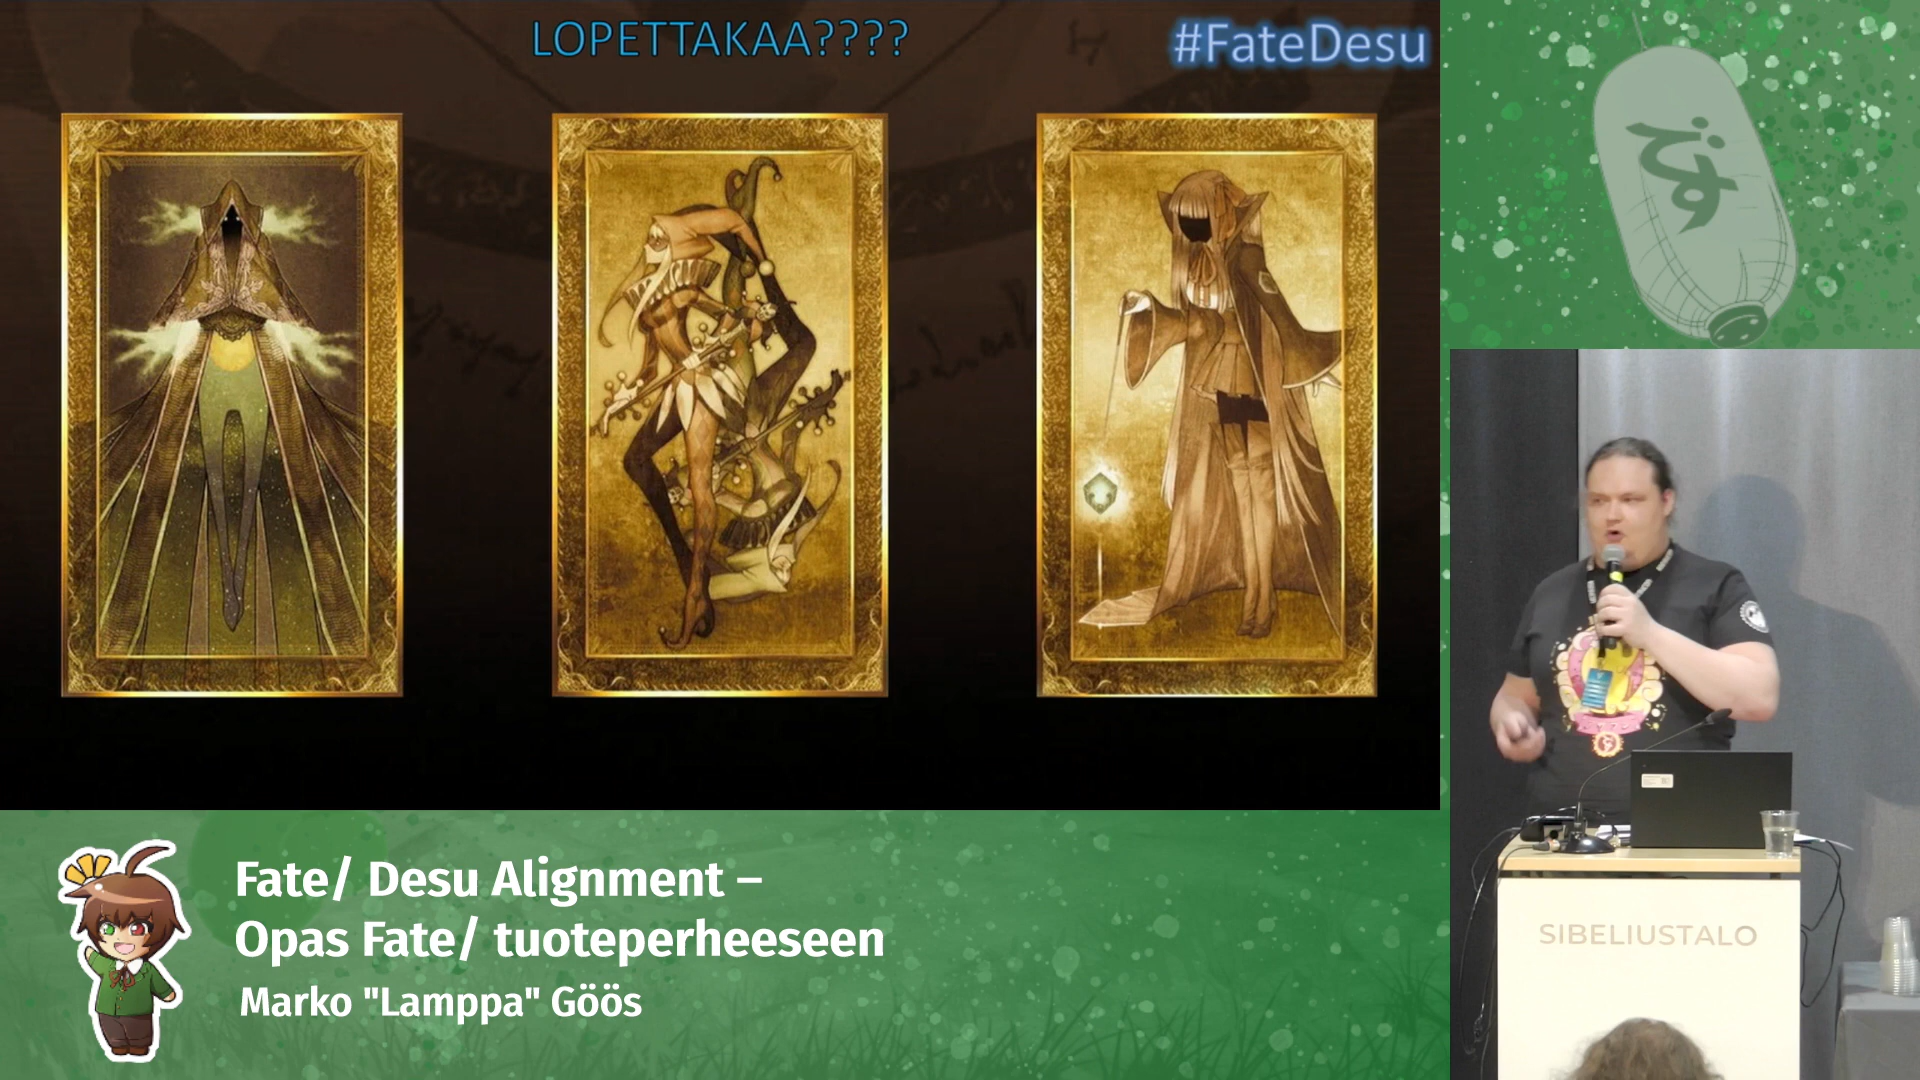 LOPETTAKAA????
#FateDesu
Fate/ Desu Alignment –
Opas Fate/ tuoteperheeseen
Marko "Lamppa" Göös
SIBELIUSTALO